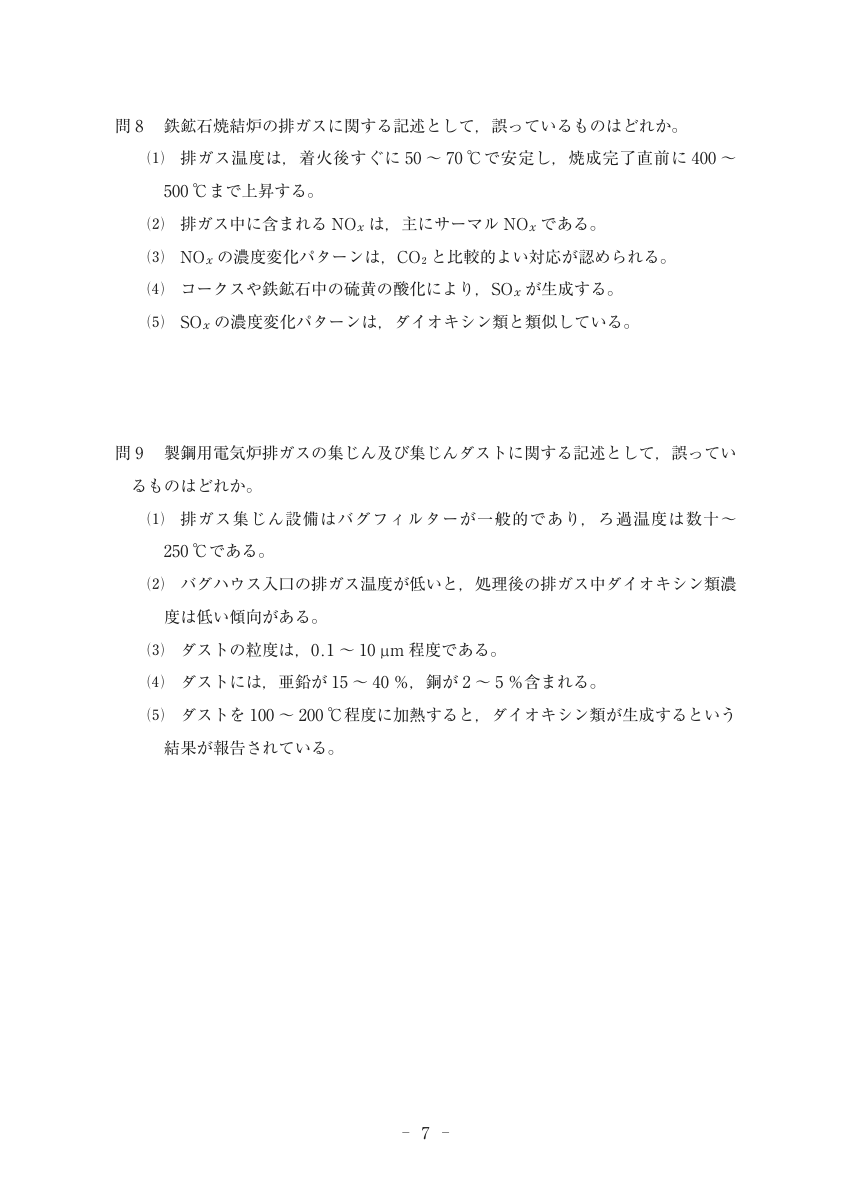 問8　鉄鉱石焼結炉の排ガスに関する記述として，誤っているものはどれか。
⑴　排ガス温度は，着火後すぐに 50 ～ 70 ℃で安定し，焼成完了直前に 400 ～
500 ℃まで上昇する。
⑵　排ガス中に含まれる NOx は，主にサーマル NOx である。
⑶　NOx の濃度変化パターンは，CO₂ と比較的よい対応が認められる。
⑷　コークスや鉄鉱石中の硫黄の酸化により，SOx が生成する。
⑸　SOx の濃度変化パターンは，ダイオキシン類と類似している。
問9　製鋼用電気炉排ガスの集じん及び集じんダストに関する記述として，誤ってい
るものはどれか。
⑴　排ガス集じん設備はバグフィルターが一般的であり，ろ過温度は数十～
250 ℃である。
⑵　バグハウス入口の排ガス温度が低いと，処理後の排ガス中ダイオキシン類濃
度は低い傾向がある。
⑶　ダストの粒度は，0.1 ～ 10 μm 程度である。
⑷　ダストには，亜鉛が 15 ～ 40 %，銅が 2 ～ 5 %含まれる。
⑸　ダストを 100 ～ 200 ℃程度に加熱すると，ダイオキシン類が生成するという
結果が報告されている。
- 7 -